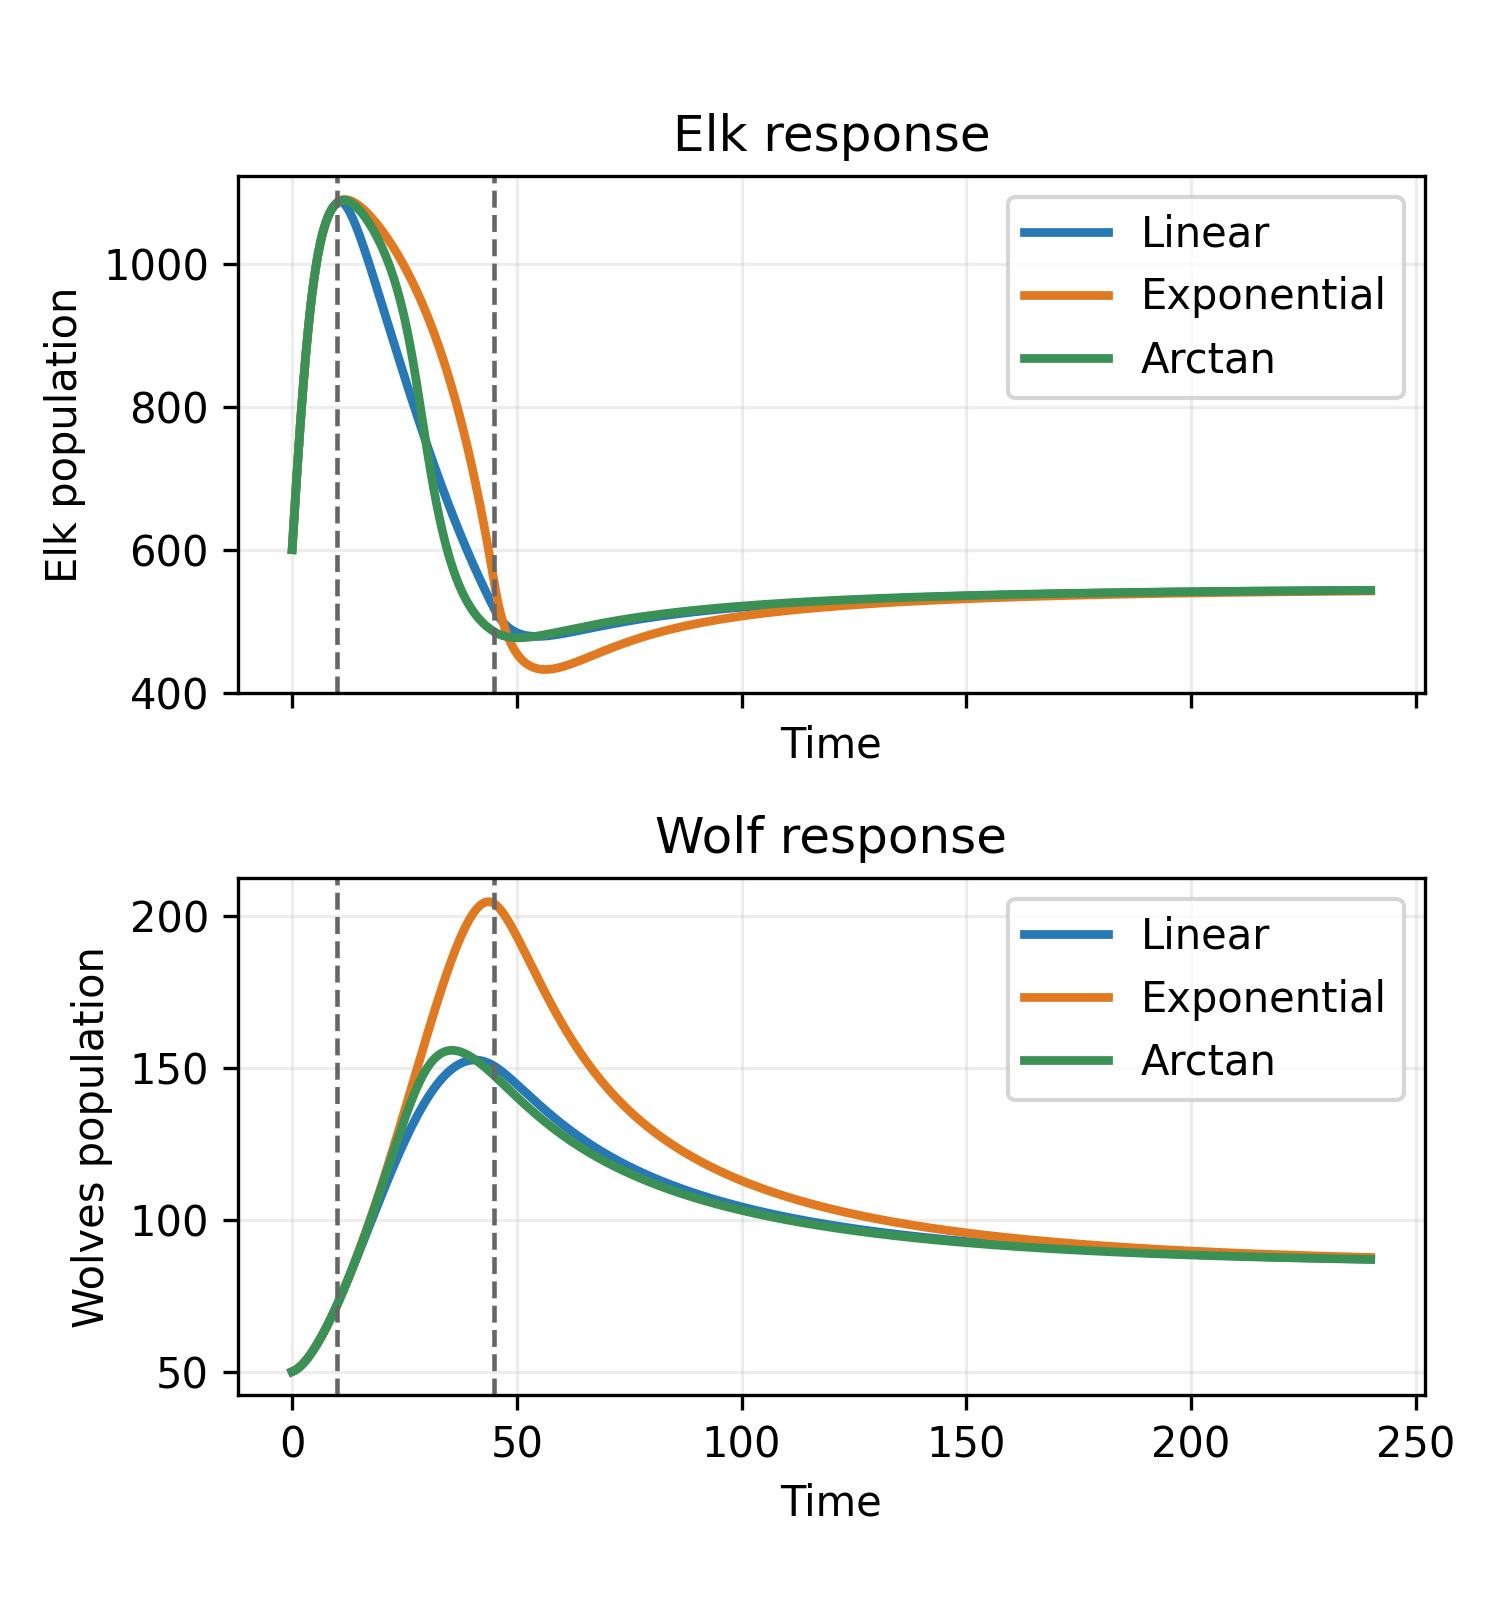 Elk response
Elk population
1000
800
600
400
Linear
Exponential
Arctan
Time
Wolf response
Wolves population
200
150
100
50
Linear
Exponential
Arctan
0 50 100 150 200 250
Time